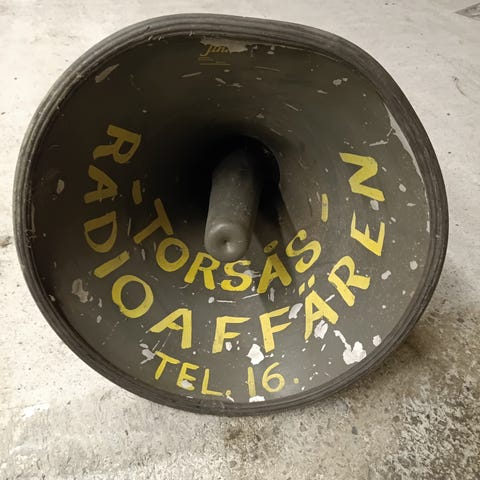 - TORSÅS -
RADIOAFFÄREN
TEL. 16.